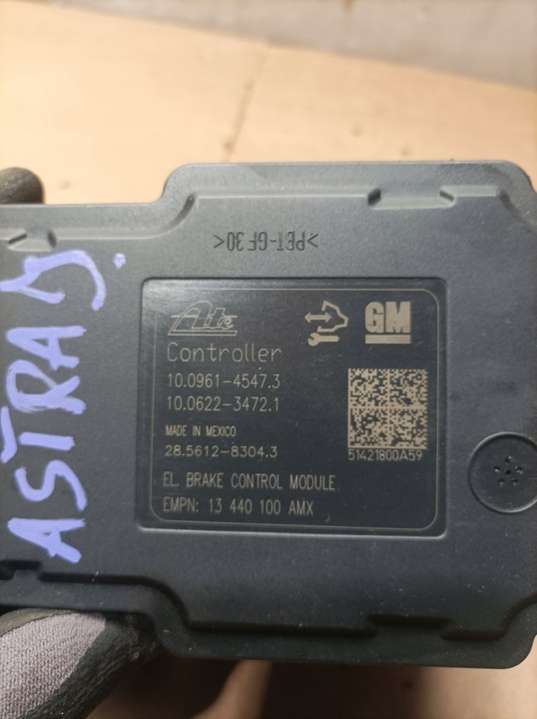 >PET-GF30<
Ate
GM
Controller
10.0961-4547.3
10.0622-3472.1
MADE IN MEXICO
28.5612-8304.3
51421800A59
EL. BRAKE CONTROL MODULE
EMPN: 13 440 100 AMX
ASTRA J.